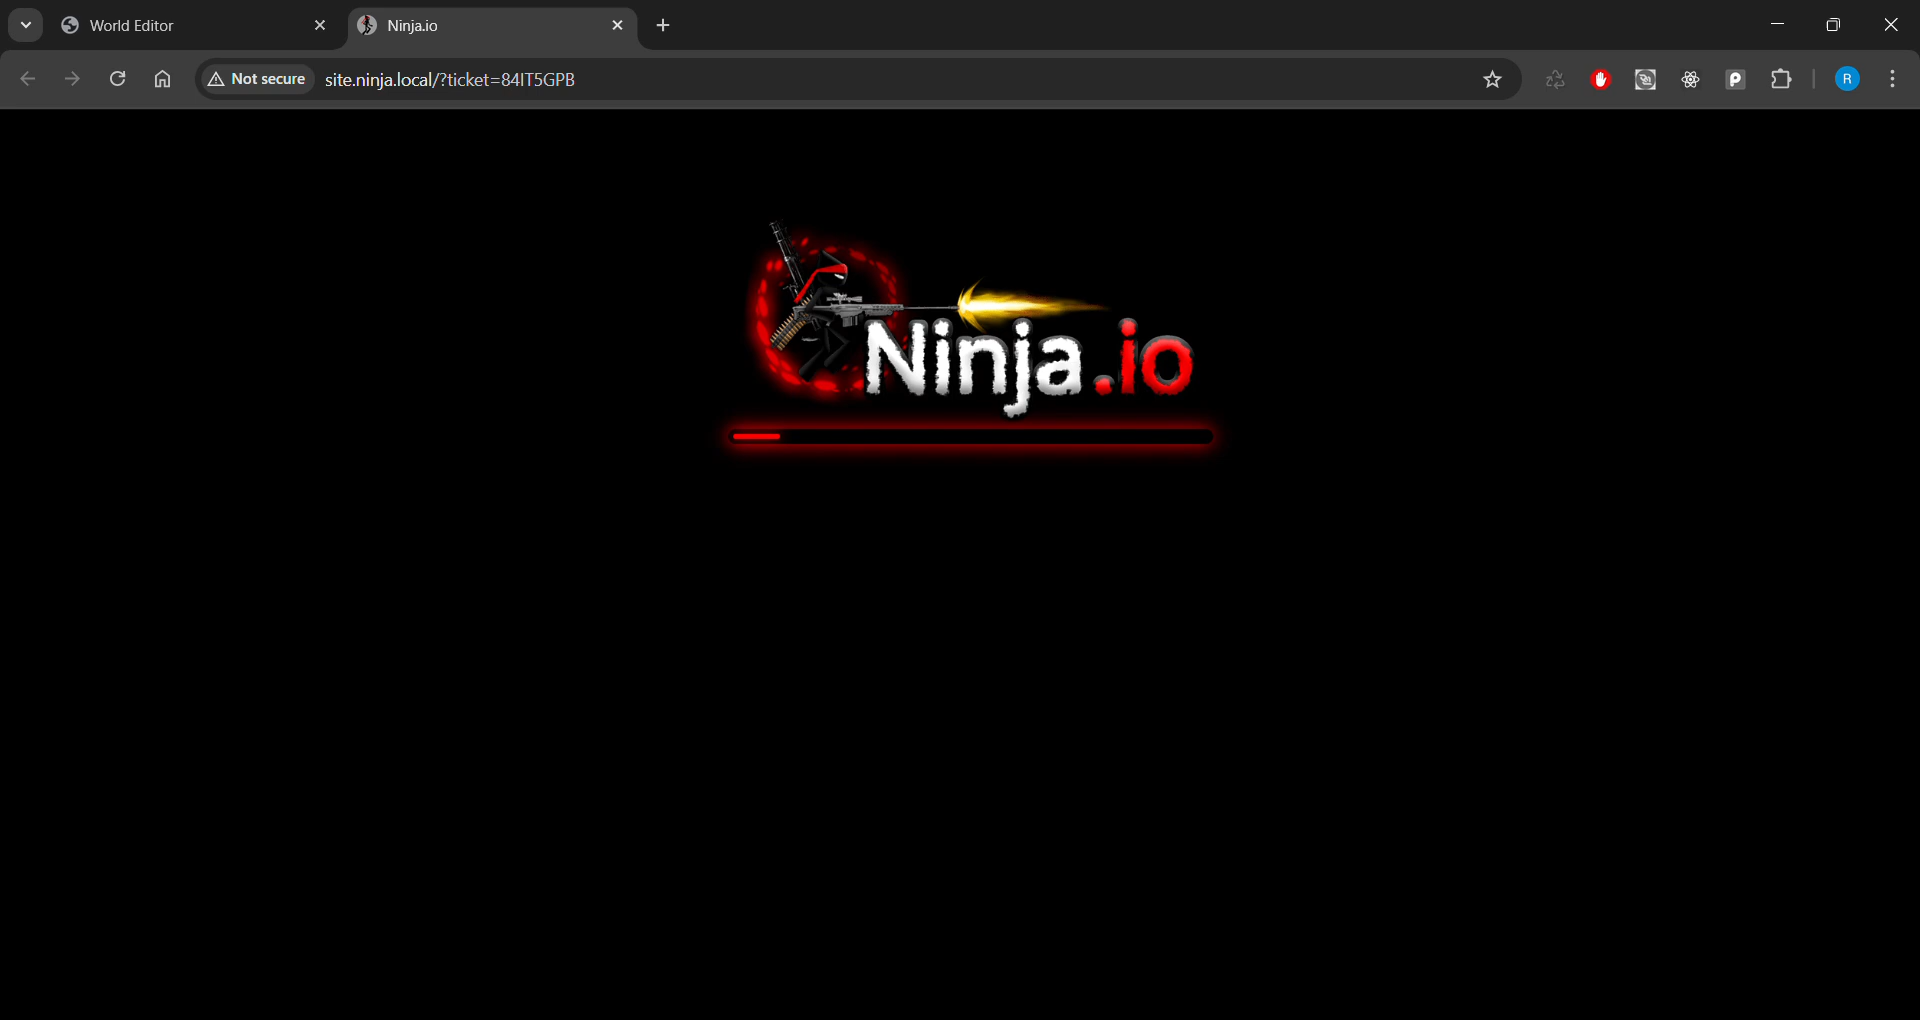 World Editor
Ninja.io
Not secure
site.ninja.local/?ticket=84IT5GPB
P
R
Ninja.io